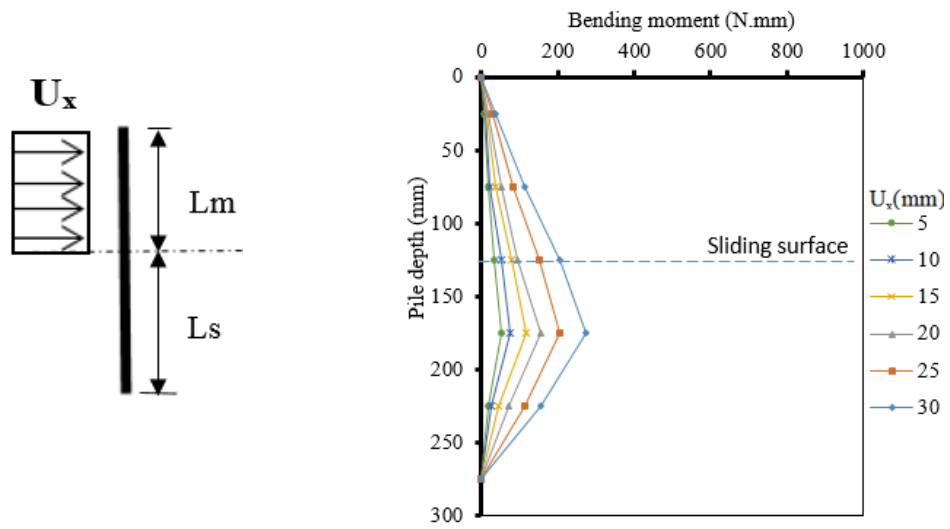 Uₓ
Lm
Ls
Bending moment (N.mm)
0 200 400 600 800 1000
Pile depth (mm)
0
50
100
150
200
250
300
Sliding surface
Uₓ(mm)
5
10
15
20
25
30